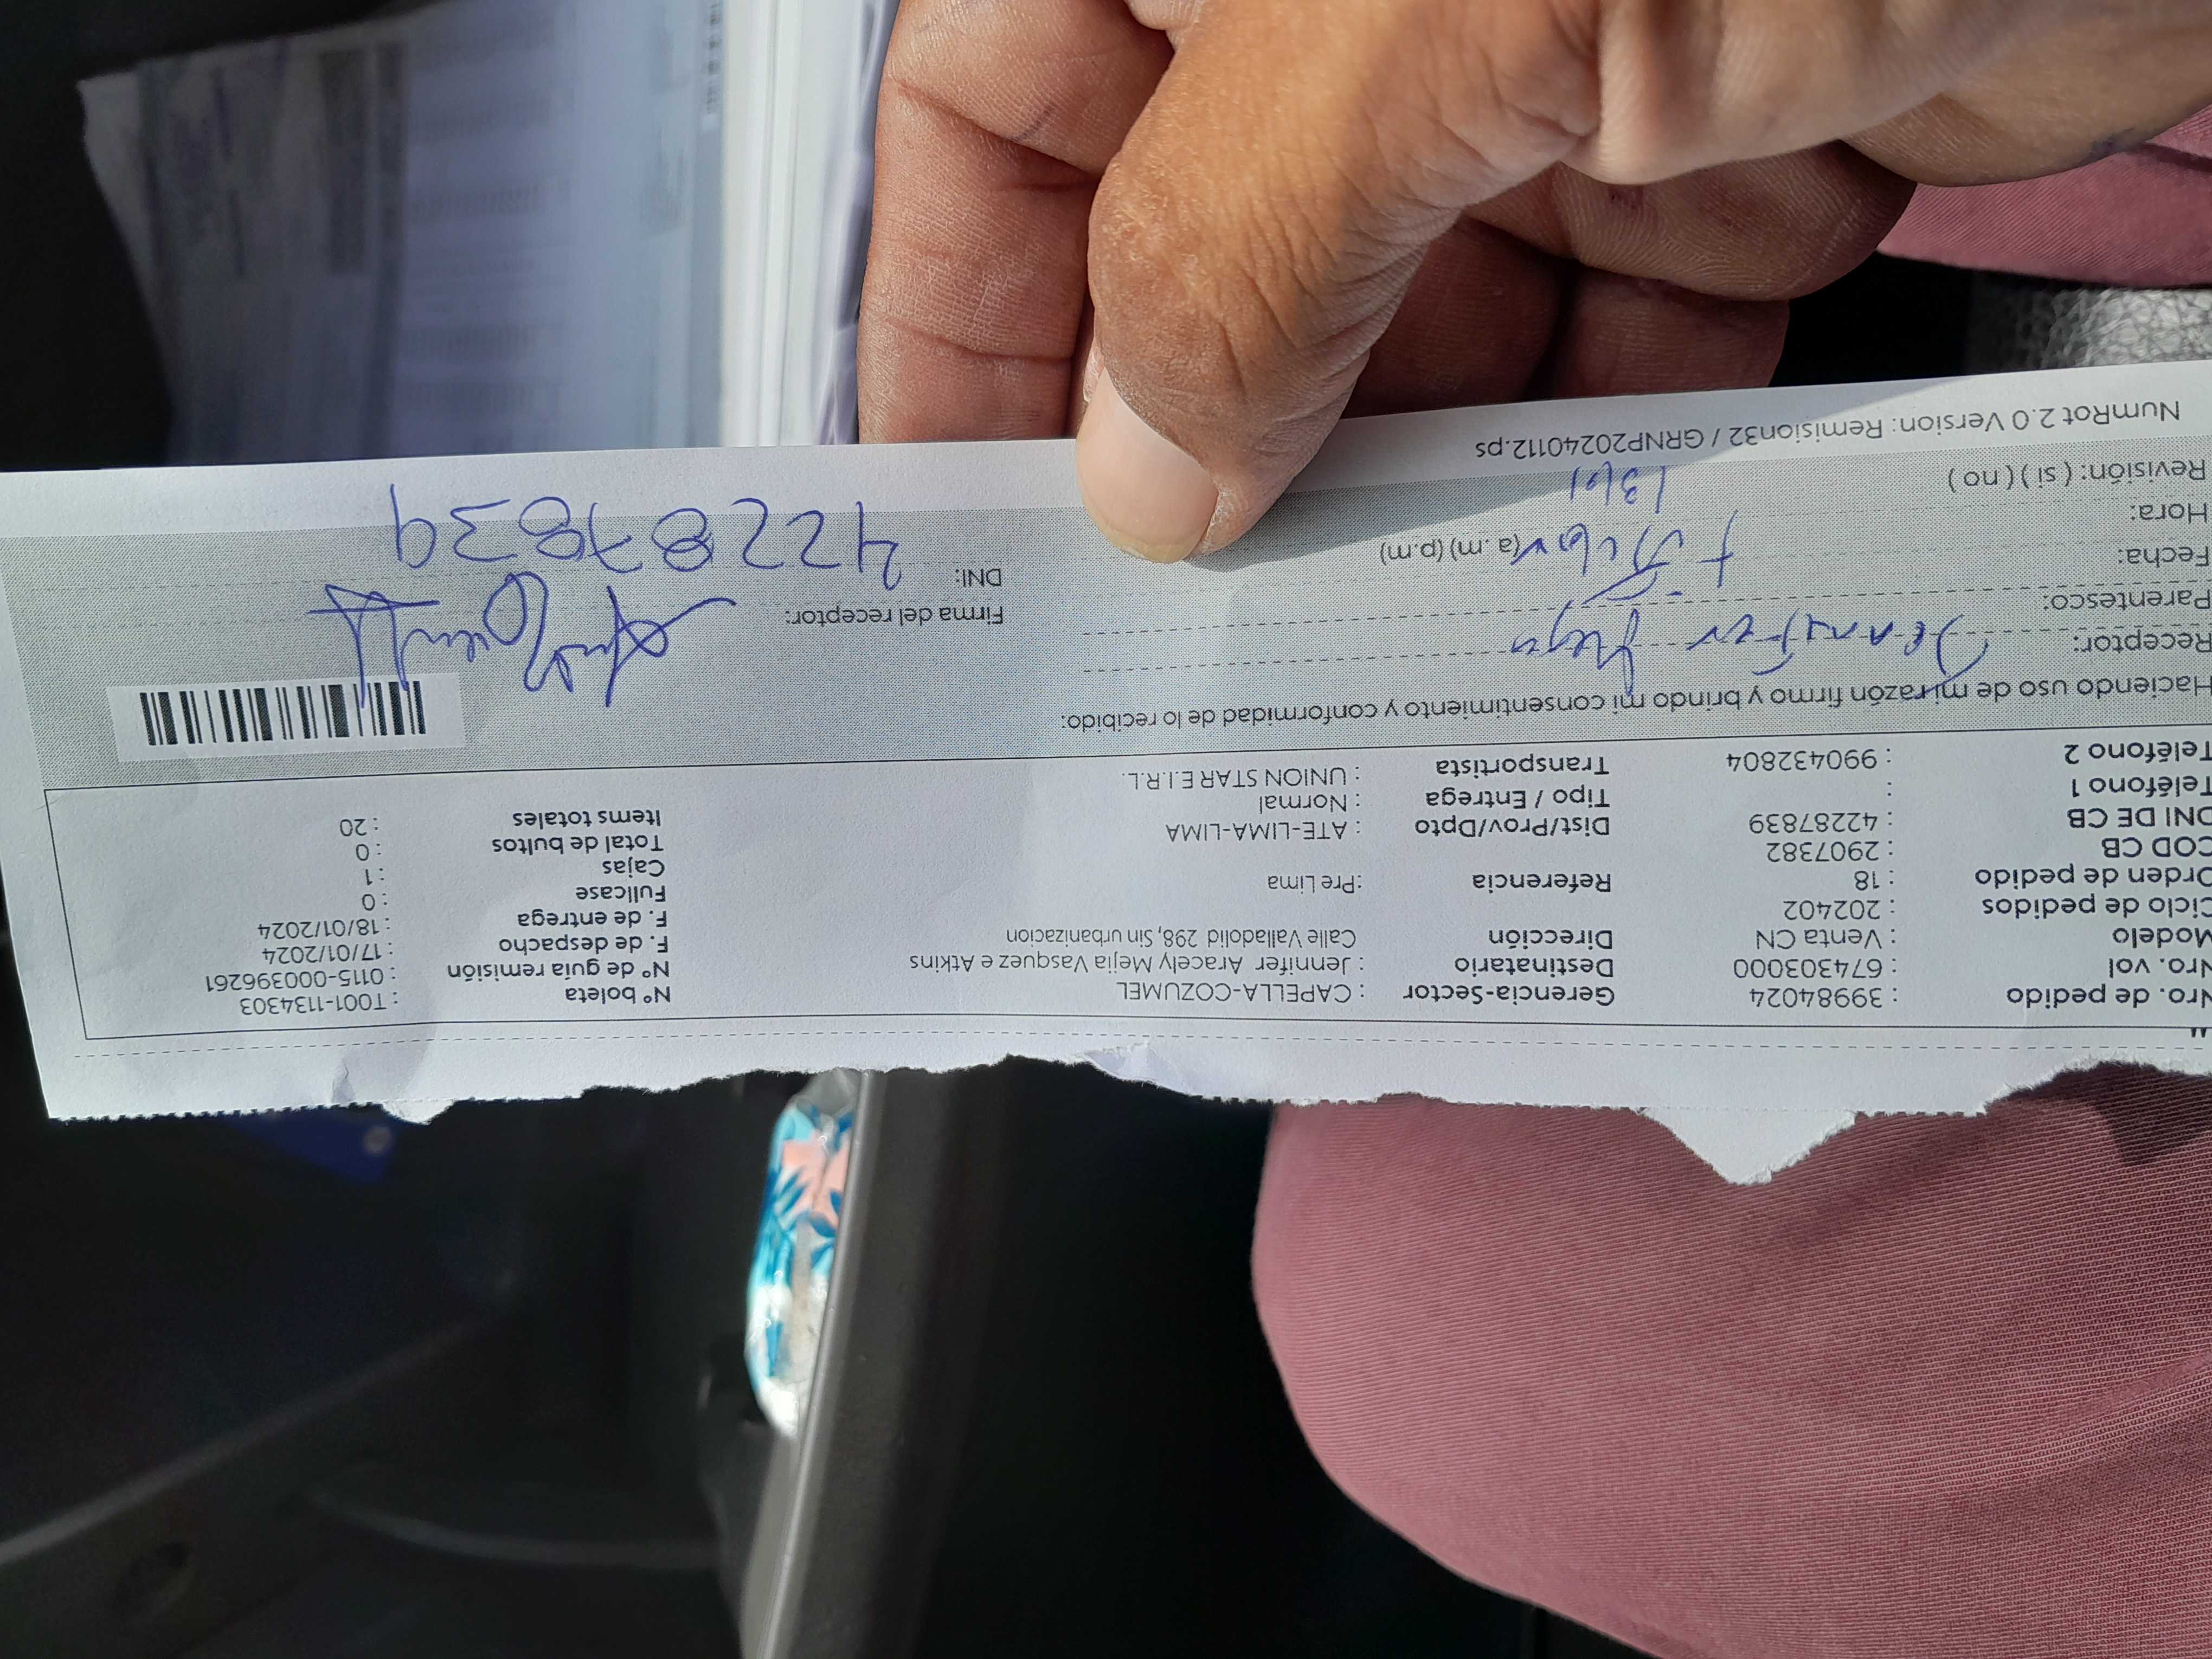 Nro. de pedido : 39984024 Gerencia-Sector : CAPELLA-COZUMEL N° boleta : T001-1134303
Nro. vol : 674303000 Destinatario : Jennifer Aracely Mejia Vasquez e Atkins N° de guia remisión : 0115-000396261
Modelo : Venta CN Dirección Calle Valladolid 298, Sin urbanizacion F. de despacho : 17/01/2024
Ciclo de pedidos : 202402 F. de entrega : 18/01/2024
Orden de pedido : 18 Referencia :Pre Lima Fullcase : 0
COD CB : 2907382 Cajas : 1
DNI DE CB : 42287839 Dist/Prov/Dpto : ATE-LIMA-LIMA Total de bultos : 0
Teléfono 1 : Tipo / Entrega : Normal Items totales : 20
Teléfono 2 : 990432804 Transportista : UNION STAR E.I.R.L.
Haciendo uso de mi razón firmo y brindo mi consentimiento y conformidad de lo recibido:
Receptor: Jennifer
Parentesco: Firma del receptor:
Fecha: DNI: 42287839
Hora: (a.m) (p.m)
Revisión: ( si ) ( no )
NumRot 2.0 Version: Remision32 / GRNP20240112.ps